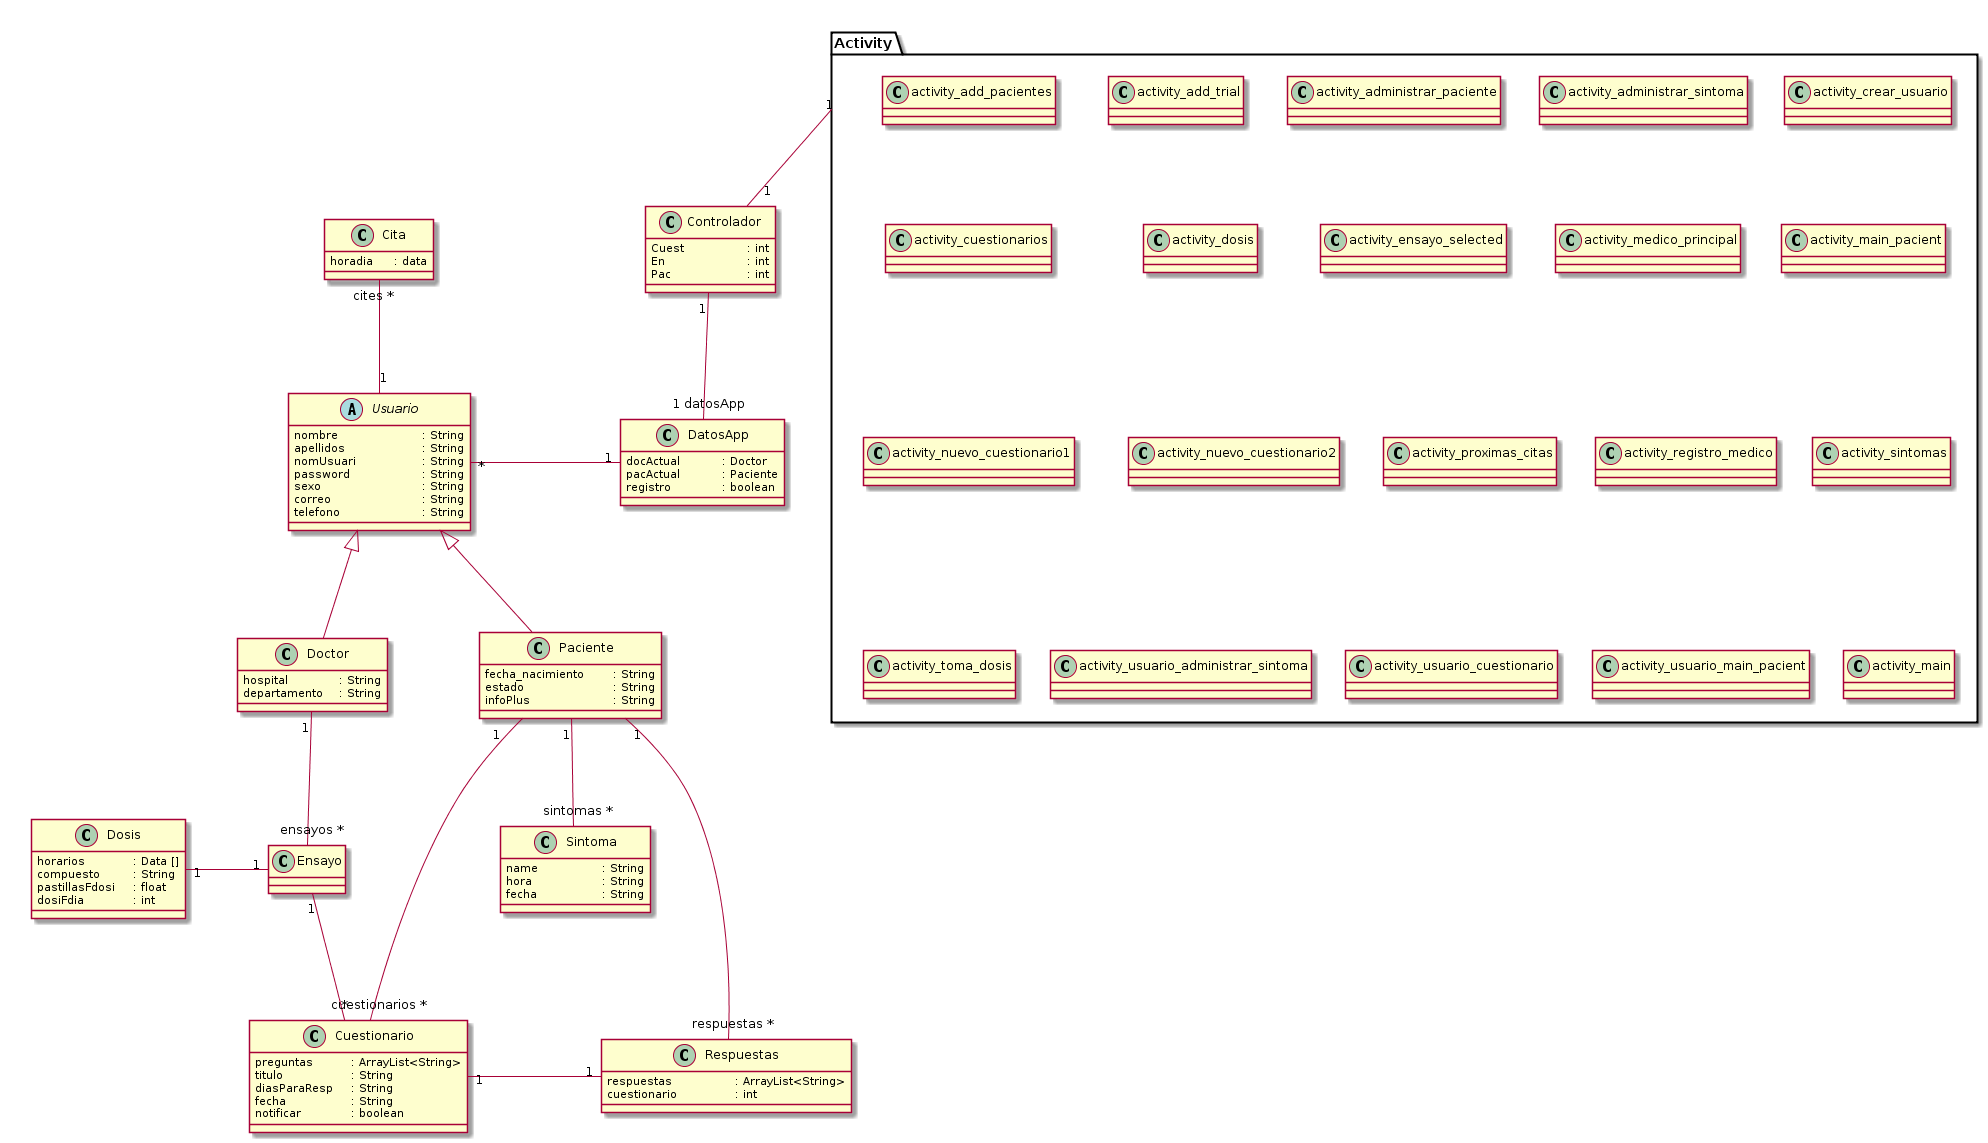 Activity
C activity_add_pacientes
C activity_add_trial
C activity_administrar_paciente
C activity_administrar_sintoma
C activity_crear_usuario
C activity_cuestionarios
C activity_dosis
C activity_ensayo_selected
C activity_medico_principal
C activity_main_pacient
C activity_nuevo_cuestionario1
C activity_nuevo_cuestionario2
C activity_proximas_citas
C activity_registro_medico
C activity_sintomas
C activity_toma_dosis
C activity_usuario_administrar_sintoma
C activity_usuario_cuestionario
C activity_usuario_main_pacient
C activity_main
1
1
C Controlador
Cuest : int
En : int
Pac : int
1
1 datosApp
C Cita
horadia : data
cites *
1
A Usuario
nombre : String
apellidos : String
nomUsuari : String
password : String
sexo : String
correo : String
telefono : String
*
1
C DatosApp
docActual : Doctor
pacActual : Paciente
registro : boolean
C Doctor
hospital : String
departamento : String
1
ensayos *
C Paciente
fecha_nacimiento : String
estado : String
infoPlus : String
1
1
1
sintomas *
C Dosis
horarios : Data []
compuesto : String
pastillasFdosi : float
dosiFdia : int
1
1
C Ensayo
1
*
C Sintoma
name : String
hora : String
fecha : String
cuestionarios *
respuestas *
C Cuestionario
preguntas : ArrayList<String>
titulo : String
diasParaResp : String
fecha : String
notificar : boolean
1
1
C Respuestas
respuestas : ArrayList<String>
cuestionario : int